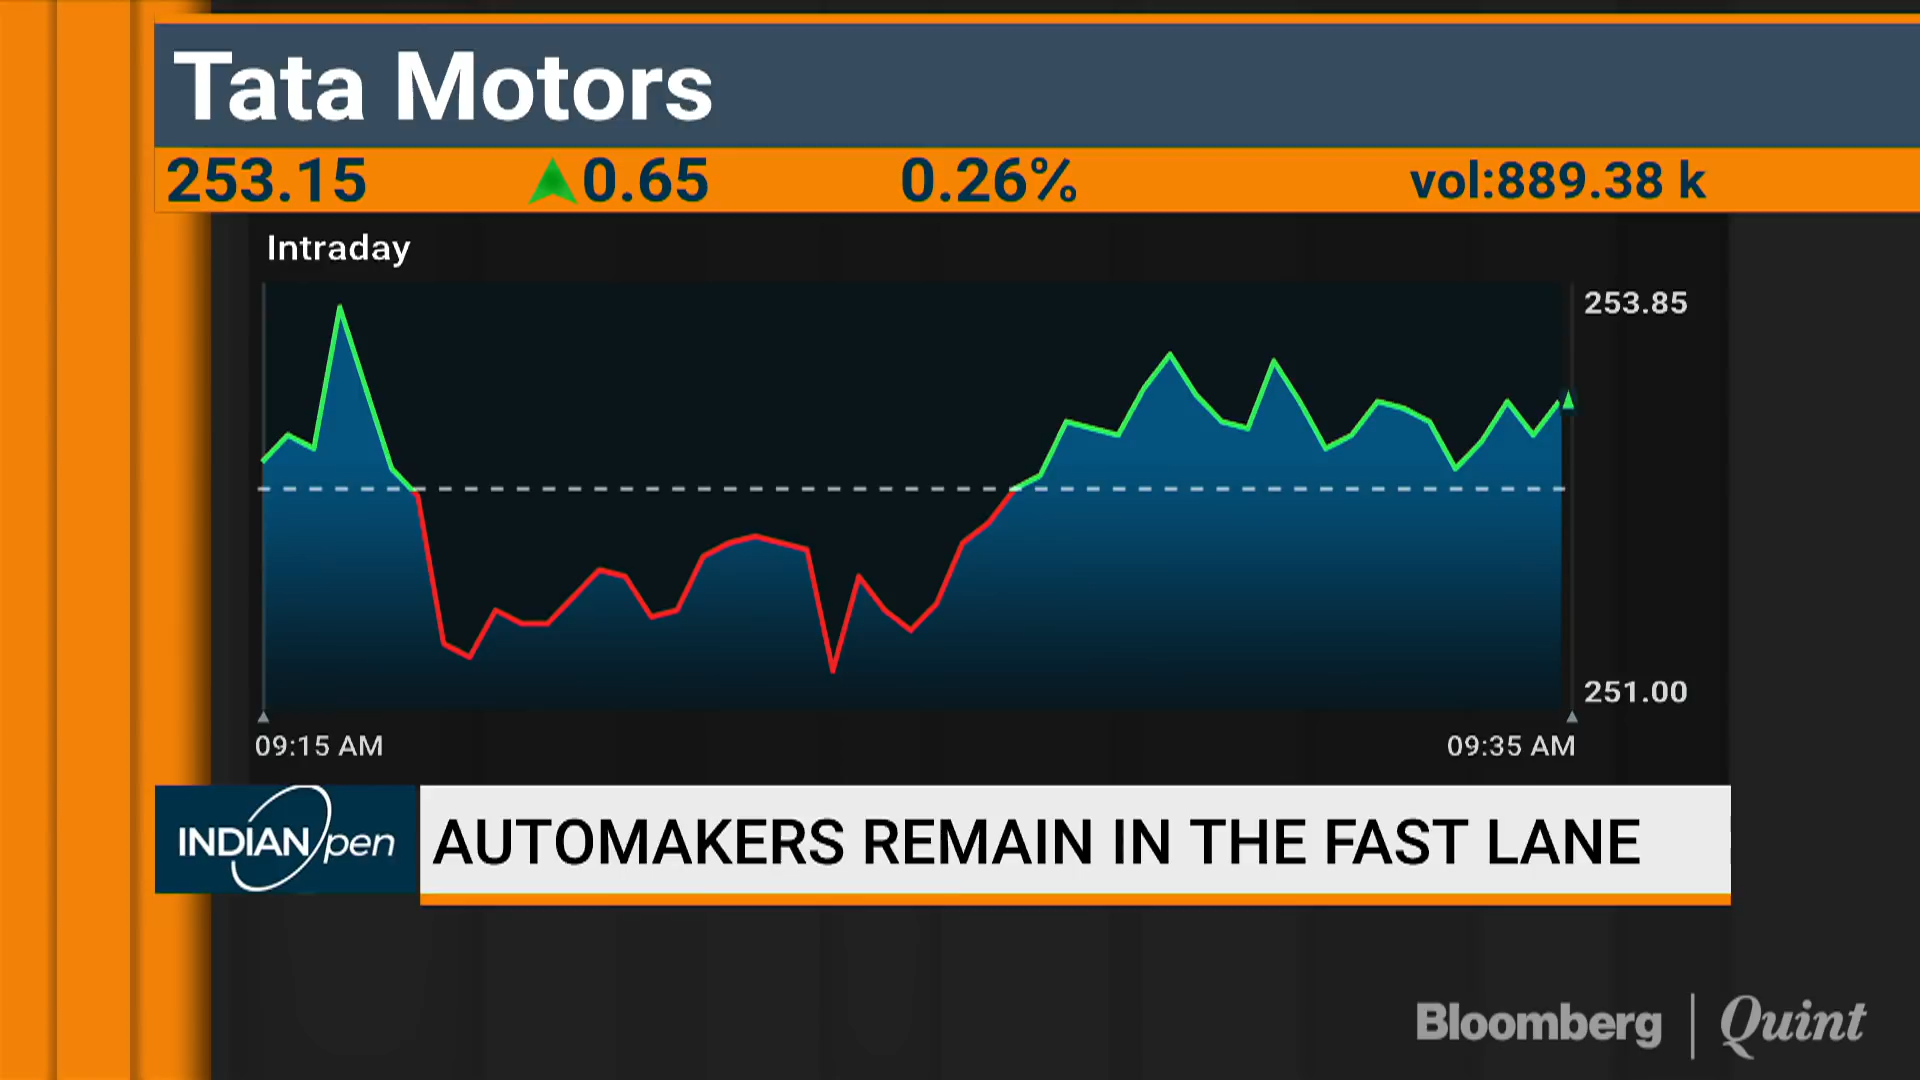 Tata Motors
253.15 0.65 0.26% vol:889.38 k
Intraday
253.85
251.00
09:15 AM 09:35 AM
INDIAN Open AUTOMAKERS REMAIN IN THE FAST LANE
Bloomberg | Quint